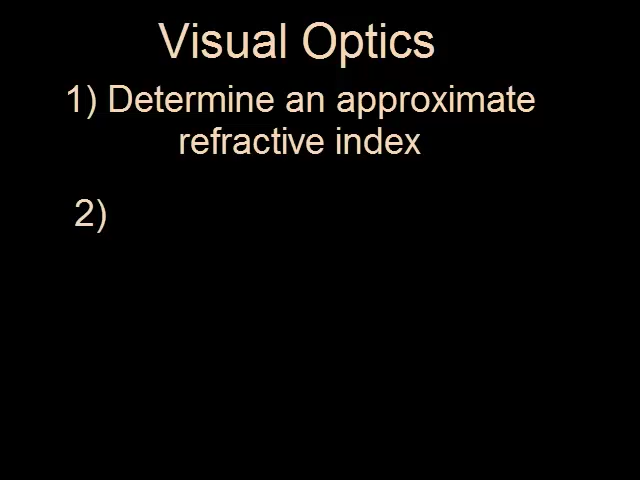 Visual Optics
1) Determine an approximate
refractive index
2)